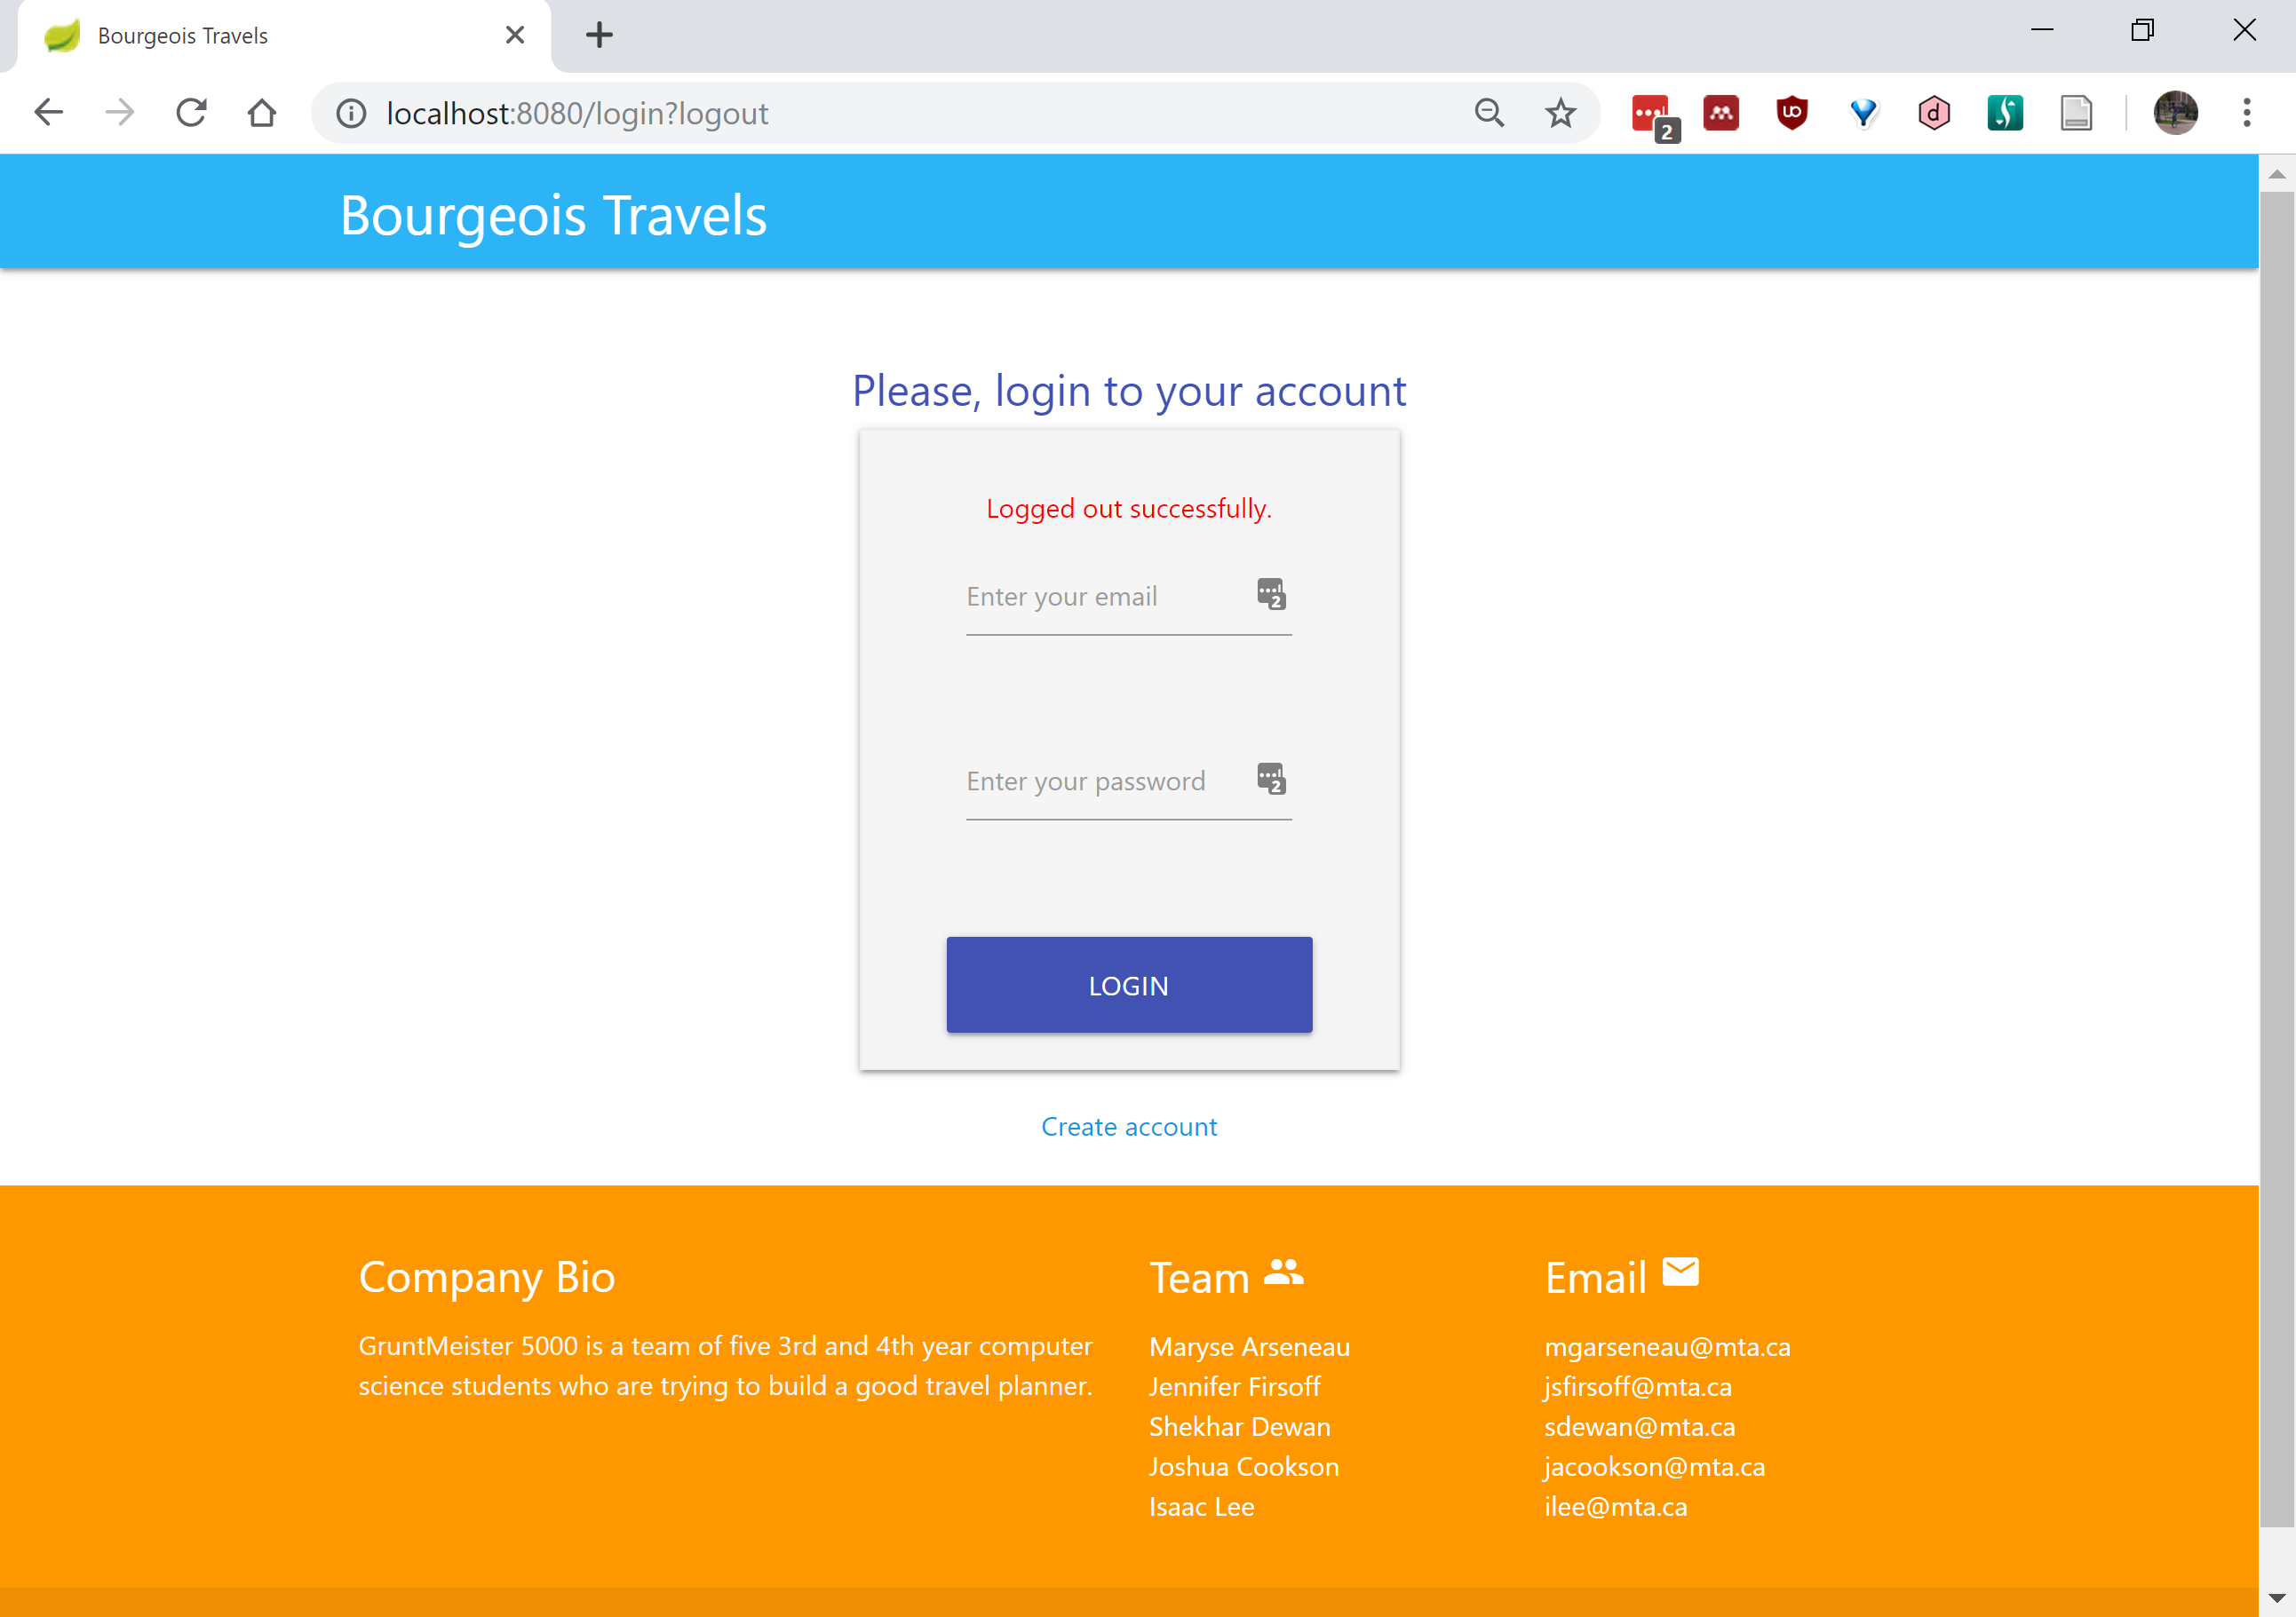 Bourgeois Travels
localhost:8080/login?logout
2
Bourgeois Travels
Please, login to your account
Logged out successfully.
Enter your email
2
Enter your password
2
LOGIN
Create account
Company Bio
GruntMeister 5000 is a team of five 3rd and 4th year computer
science students who are trying to build a good travel planner.
Team
Maryse Arseneau
Jennifer Firsoff
Shekhar Dewan
Joshua Cookson
Isaac Lee
Email
mgarseneau@mta.ca
jsfirsoff@mta.ca
sdewan@mta.ca
jacookson@mta.ca
ilee@mta.ca